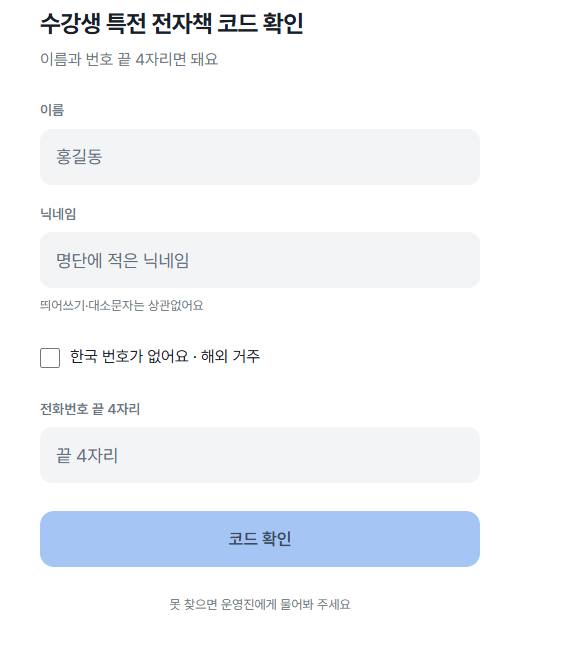 수강생 특전 전자책 코드 확인
이름과 번호 끝 4자리면 돼요
이름
홍길동
닉네임
명단에 적은 닉네임
띄어쓰기·대소문자는 상관없어요
한국 번호가 없어요 · 해외 거주
전화번호 끝 4자리
끝 4자리
코드 확인
못 찾으면 운영진에게 물어봐 주세요